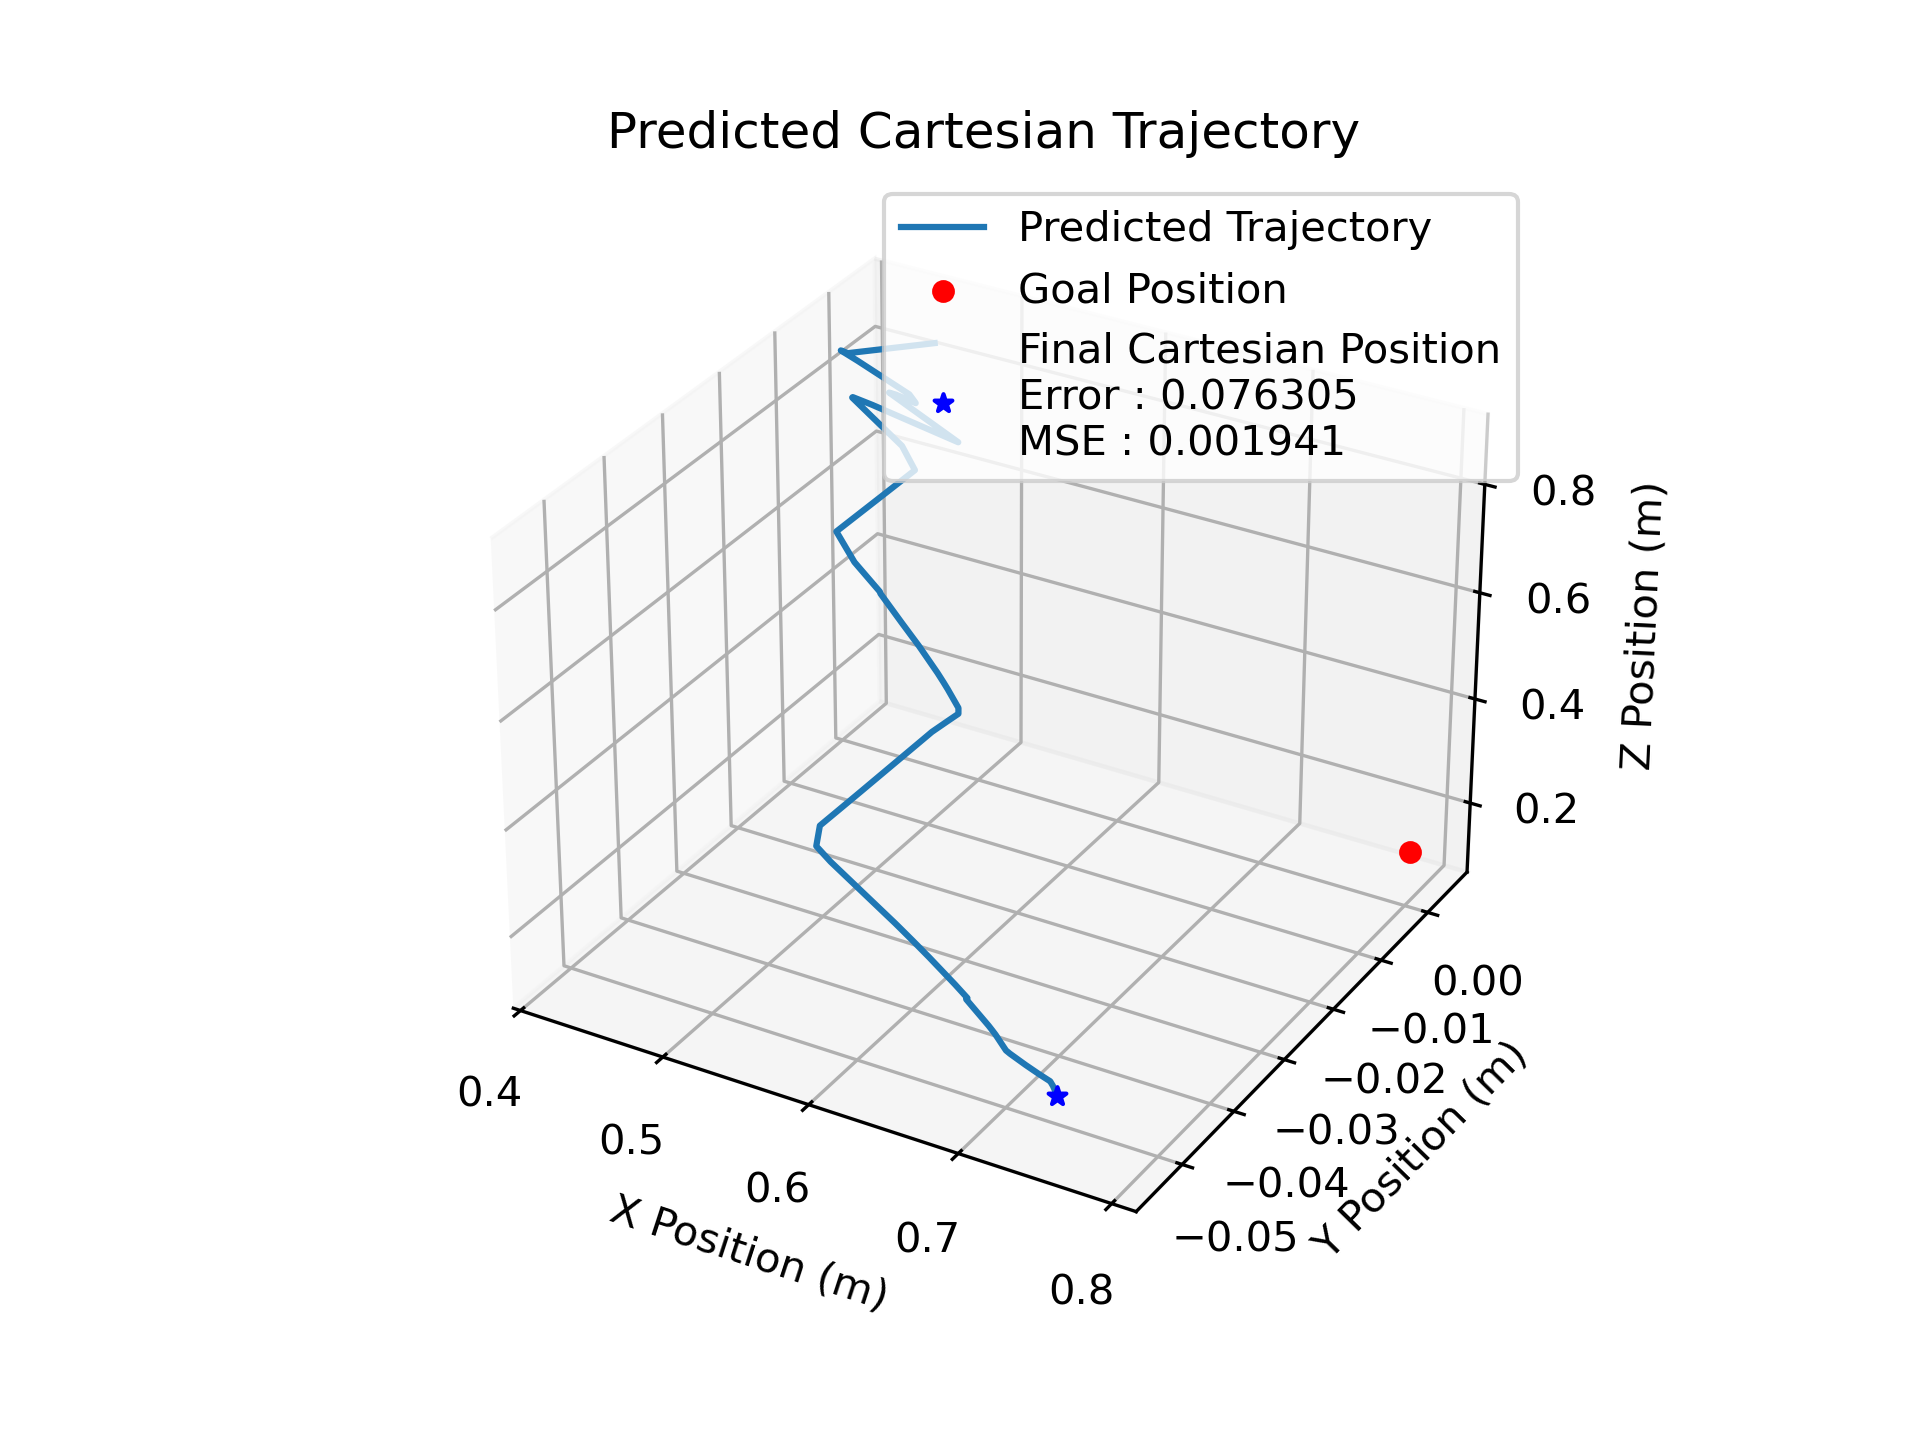 Predicted Cartesian Trajectory
Predicted Trajectory
Goal Position
Final Cartesian Position
Error : 0.076305
MSE : 0.001941
0.8
0.6
0.4
0.2
Z Position (m)
0.00
−0.01
−0.02
−0.03
−0.04
−0.05
Y Position (m)
0.4
0.5
0.6
0.7
0.8
X Position (m)